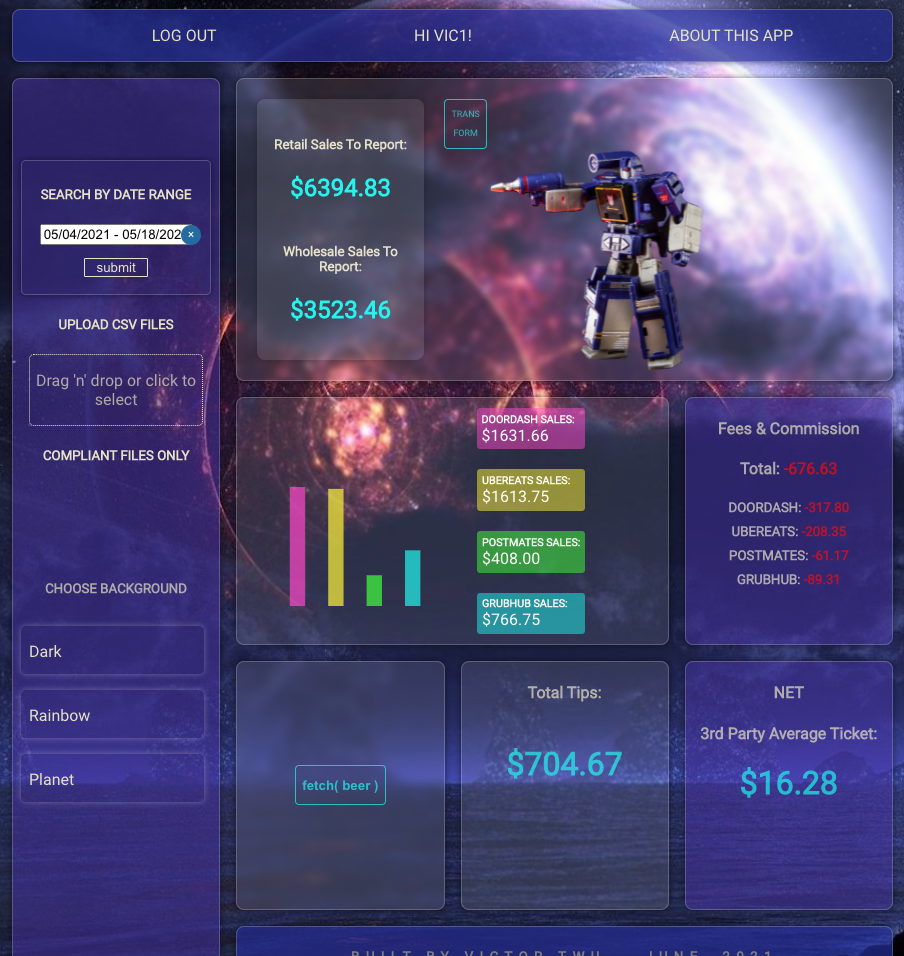 LOG OUT
HI VIC1!
ABOUT THIS APP
SEARCH BY DATE RANGE
05/04/2021 - 05/18/202
×
submit
UPLOAD CSV FILES
Drag 'n' drop or click to
select
COMPLIANT FILES ONLY
CHOOSE BACKGROUND
Dark
Rainbow
Planet
Retail Sales To Report:
$6394.83
Wholesale Sales To
Report:
$3523.46
TRANS
FORM
DOORDASH SALES:
$1631.66
UBEREATS SALES:
$1613.75
POSTMATES SALES:
$408.00
GRUBHUB SALES:
$766.75
Fees & Commission
Total: -676.63
DOORDASH: -317.80
UBEREATS: -208.35
POSTMATES: -61.17
GRUBHUB: -89.31
fetch( beer )
Total Tips:
$704.67
NET
3rd Party Average Ticket:
$16.28
BUILT BY VICTOR TWU
JUNE, 2021